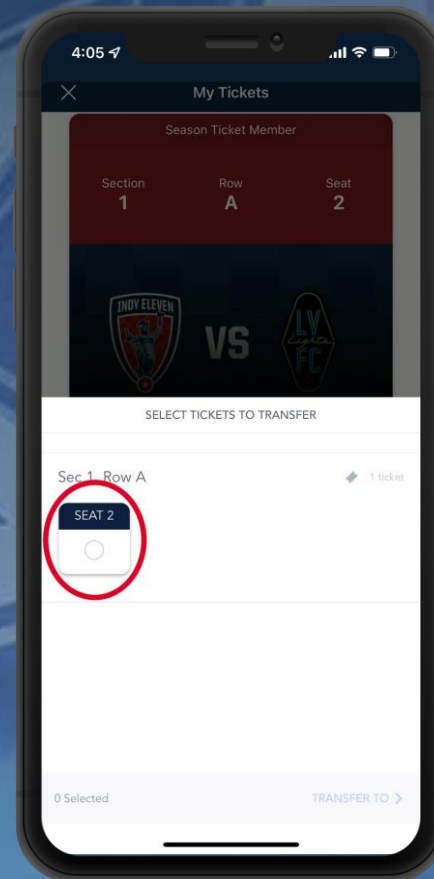 4:05
My Tickets
Season Ticket Member
Section Row Seat
1 A 2
INDY ELEVEN
VS
LV
Lights
FC
SELECT TICKETS TO TRANSFER
Sec 1, Row A 1 ticket
SEAT 2
0 Selected TRANSFER TO >